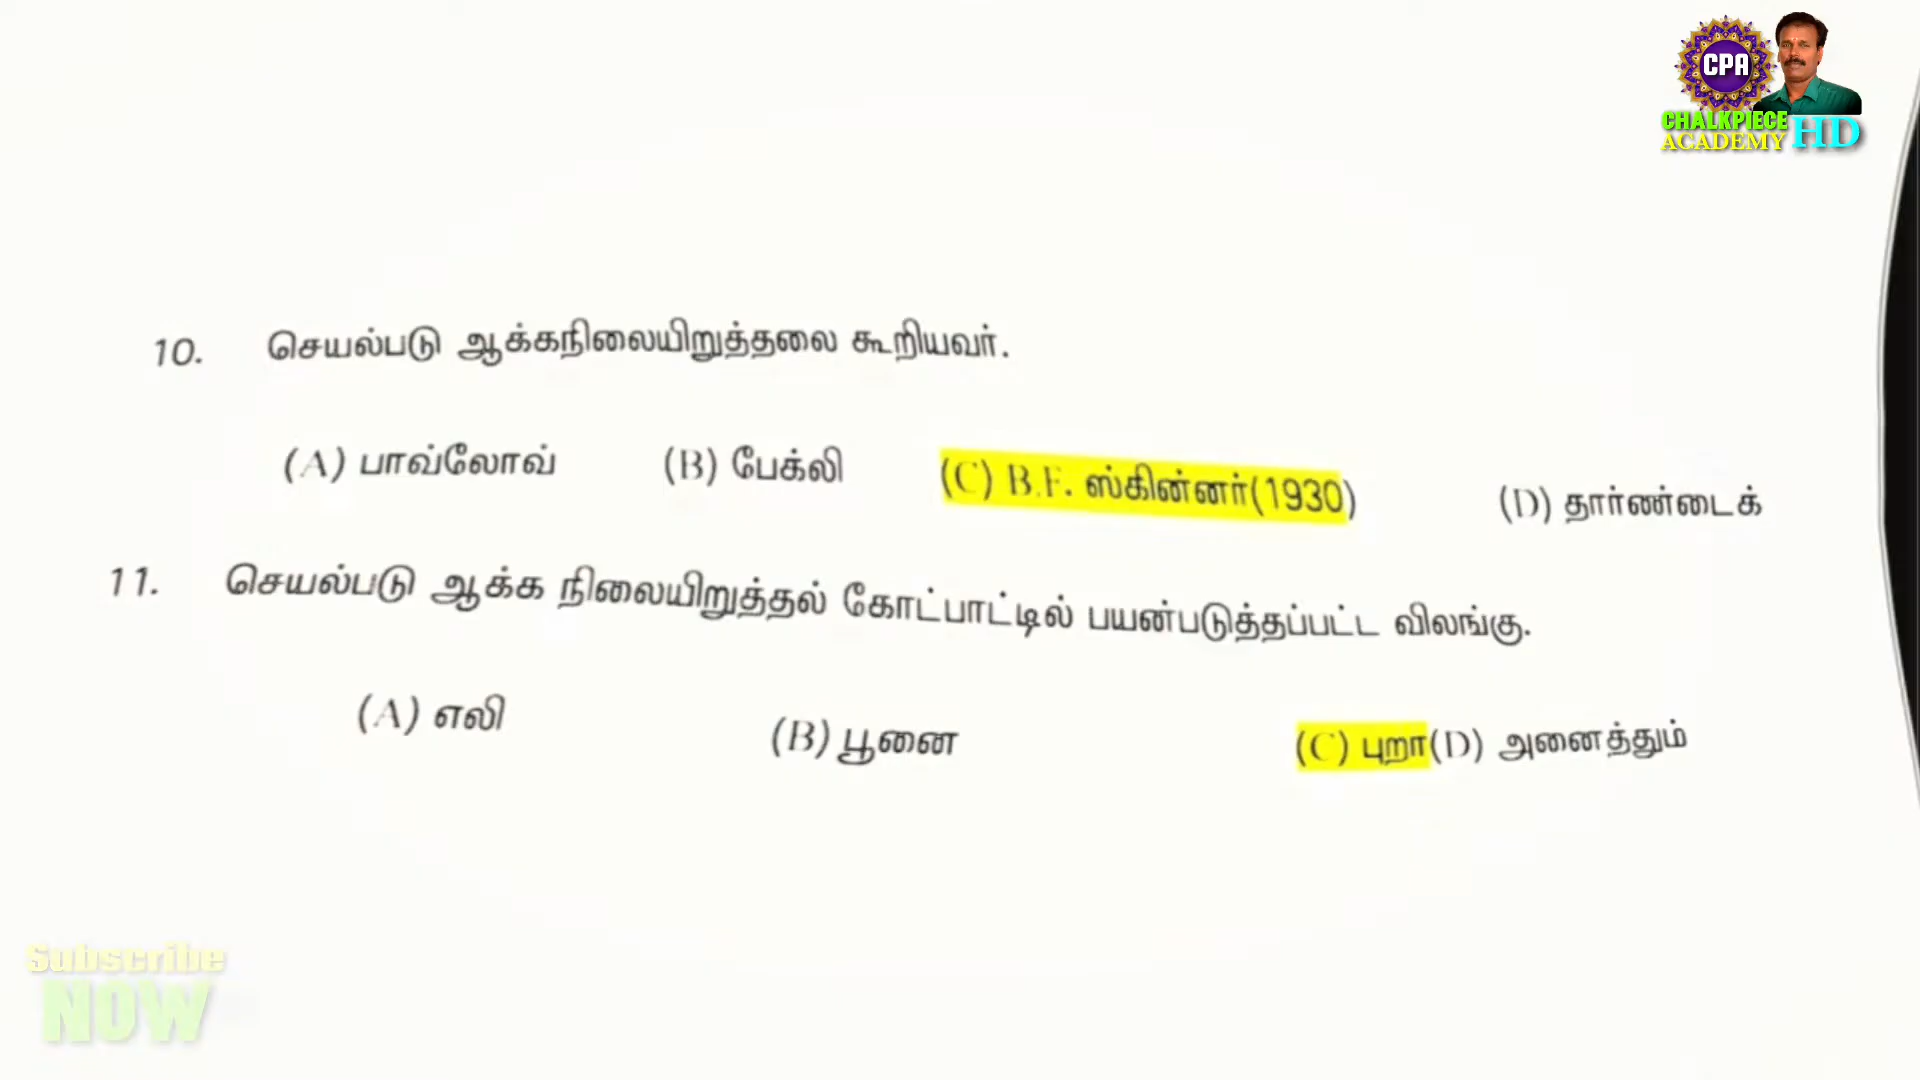 CPA
CHALKPIECE
ACADEMY HD
10. செயல்படு ஆக்கநிலையிறுத்தலை கூறியவர்.
(A) பாவ்லோவ் (B) பேக்லி (C) B.F. ஸ்கின்னர்(1930) (D) தார்ண்டைக்
11. செயல்படு ஆக்க நிலையிறுத்தல் கோட்பாட்டில் பயன்படுத்தப்பட்ட விலங்கு.
(A) எலி (B) பூனை (C) புறா(D) அனைத்தும்
Subscribe
NOW